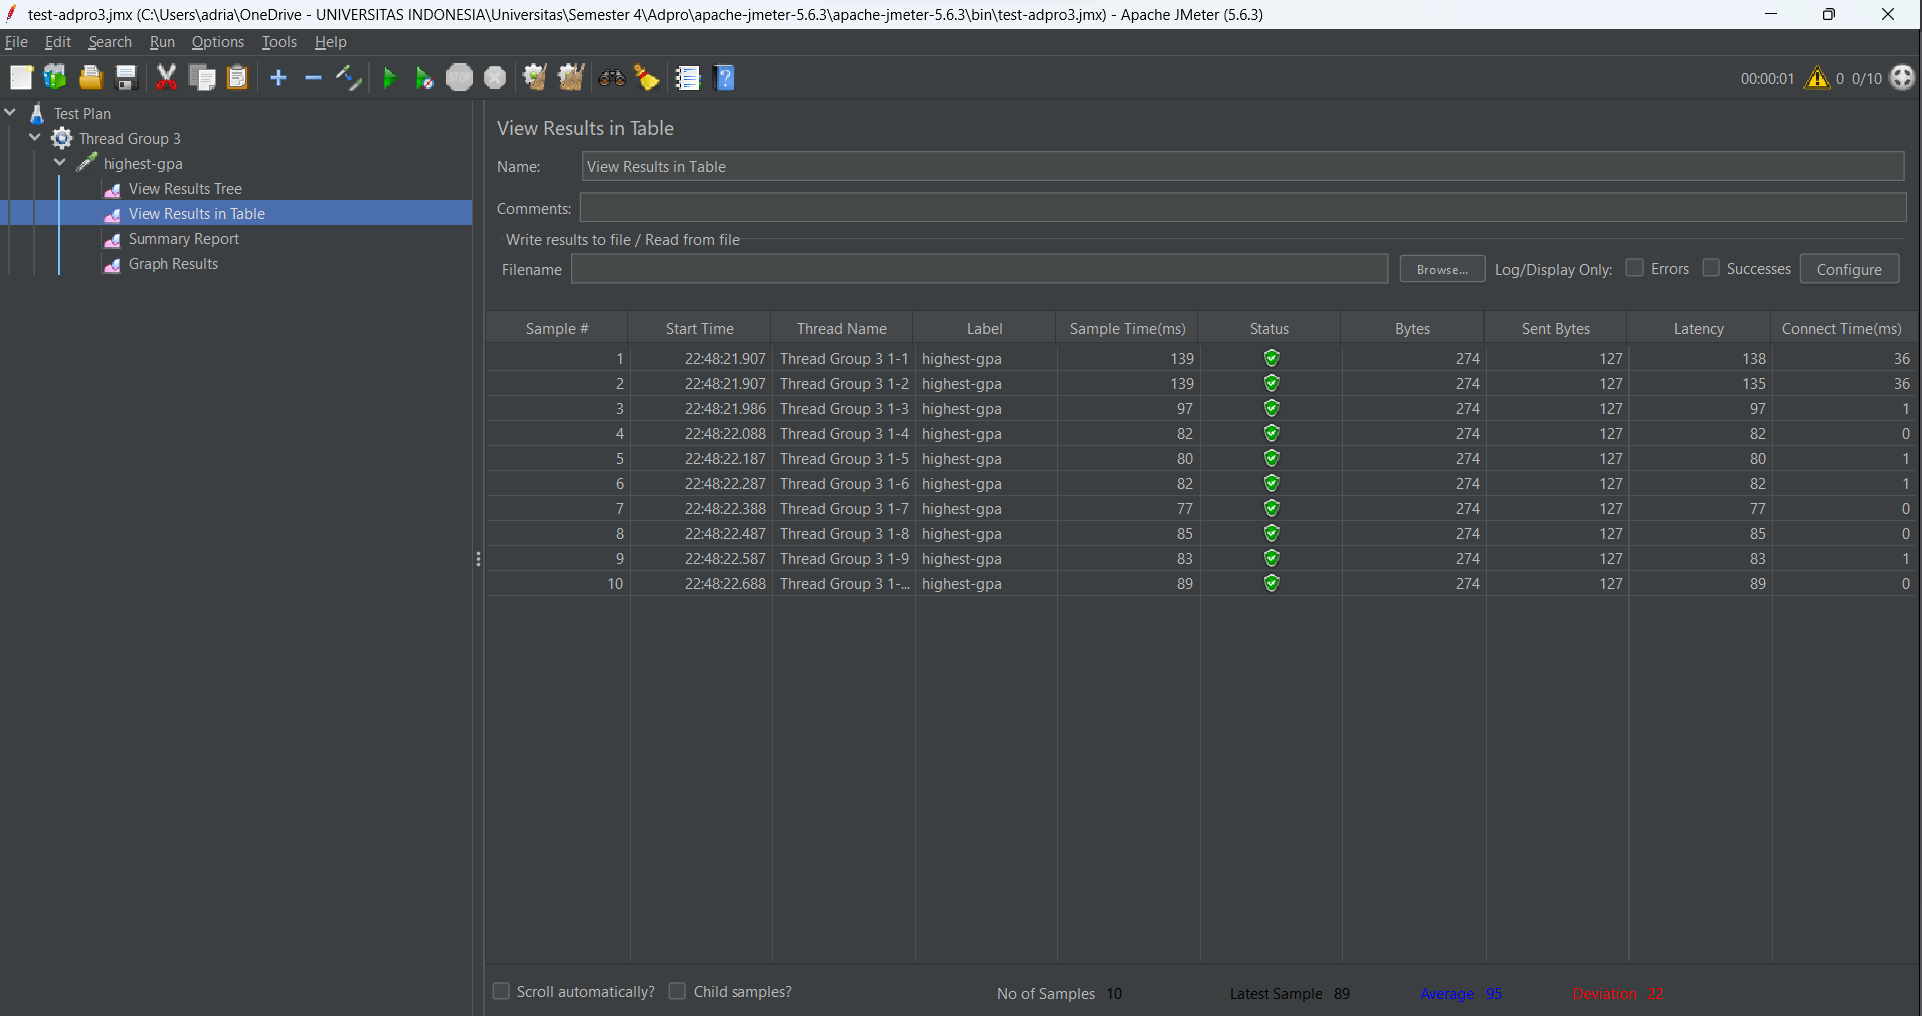 test-adpro3.jmx (C:\Users\adria\OneDrive - UNIVERSITAS INDONESIA\Universitas\Semester 4\Adpro\apache-jmeter-5.6.3\apache-jmeter-5.6.3\bin\test-adpro3.jmx) - Apache JMeter (5.6.3)
File Edit Search Run Options Tools Help
STOP ? 00:00:01 0 0/10
Test Plan
Thread Group 3
highest-gpa
View Results Tree
View Results in Table
Summary Report
Graph Results
View Results in Table
Name: View Results in Table
Comments:
Write results to file / Read from file
Filename Browse... Log/Display Only: Errors Successes Configure
Sample # Start Time Thread Name Label Sample Time(ms) Status Bytes Sent Bytes Latency Connect Time(ms)
1 22:48:21.907 Thread Group 3 1-1 highest-gpa 139 274 127 138 36
2 22:48:21.907 Thread Group 3 1-2 highest-gpa 139 274 127 135 36
3 22:48:21.986 Thread Group 3 1-3 highest-gpa 97 274 127 97 1
4 22:48:22.088 Thread Group 3 1-4 highest-gpa 82 274 127 82 0
5 22:48:22.187 Thread Group 3 1-5 highest-gpa 80 274 127 80 1
6 22:48:22.287 Thread Group 3 1-6 highest-gpa 82 274 127 82 1
7 22:48:22.388 Thread Group 3 1-7 highest-gpa 77 274 127 77 0
8 22:48:22.487 Thread Group 3 1-8 highest-gpa 85 274 127 85 0
9 22:48:22.587 Thread Group 3 1-9 highest-gpa 83 274 127 83 1
10 22:48:22.688 Thread Group 3 1-... highest-gpa 89 274 127 89 0
Scroll automatically? Child samples? No of Samples 10 Latest Sample 89 Average 95 Deviation 22